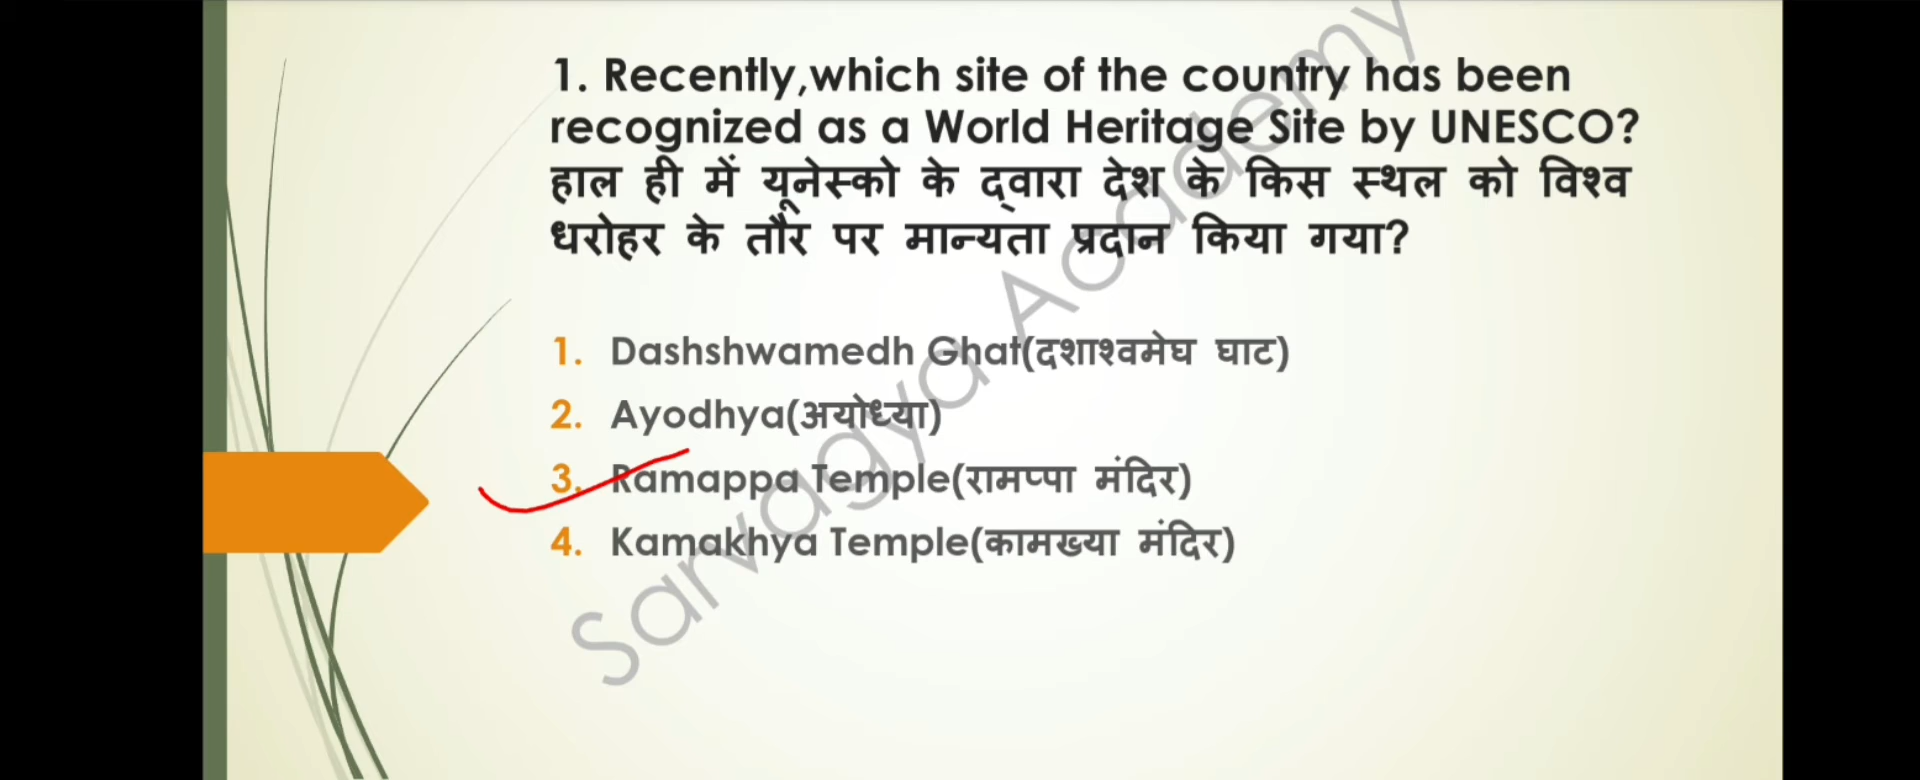 1. Recently,which site of the country has been
recognized as a World Heritage Site by UNESCO?
हाल ही में यूनेस्को के द्वारा देश के किस स्थल को विश्व
धरोहर के तौर पर मान्यता प्रदान किया गया?
1. Dashshwamedh Ghat(दशाश्वमेघ घाट)
2. Ayodhya(अयोध्या)
3. Ramappa Temple(रामप्पा मंदिर)
4. Kamakhya Temple(कामख्या मंदिर)
Sarvagya Academy